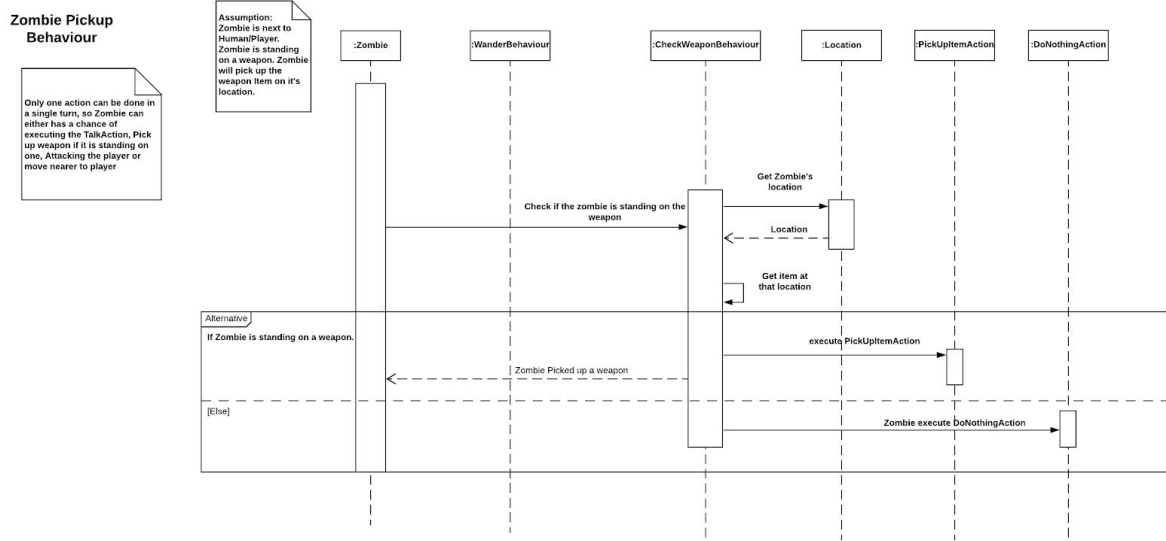 Zombie Pickup
Behaviour
Only one action can be done in
a single turn, so Zombie can
either has a chance of
executing the TalkAction, Pick
up weapon if it is standing on
one, Attacking the player or
move nearer to player
Assumption:
Zombie is next to
Human/Player.
Zombie is standing
on a weapon. Zombie
will pick up the
weapon Item on it's
location.
:Zombie
:WanderBehaviour
:CheckWeaponBehaviour
:Location
:PickUpItemAction
:DoNothingAction
Get Zombie's
location
Check if the zombie is standing on the
weapon
Location
Get item at
that location
Alternative
If Zombie is standing on a weapon.
execute PickUpItemAction
Zombie Picked up a weapon
[Else]
Zombie execute DoNothingAction